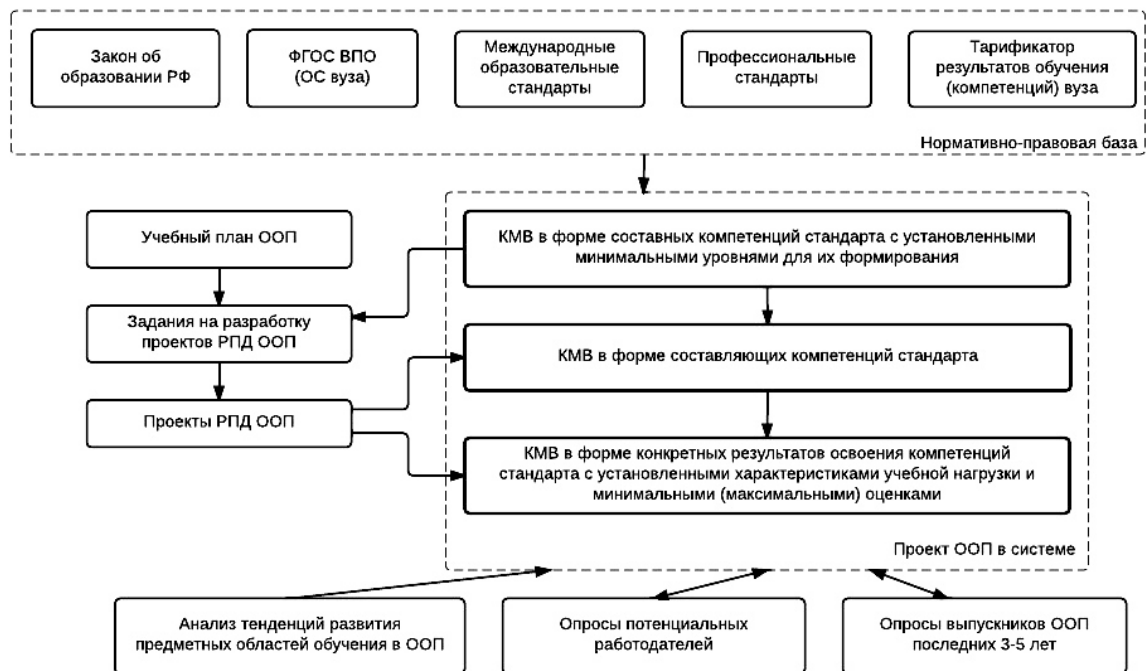 Закон об
образовании РФ
ФГОС ВПО
(ОС вуза)
Международные
образовательные
стандарты
Профессиональные
стандарты
Тарификатор
результатов обучения
(компетенций) вуза
Нормативно-правовая база
Учебный план ООП
Задания на разработку
проектов РПД ООП
Проекты РПД ООП
КМВ в форме составных компетенций стандарта с установленными
минимальными уровнями для их формирования
КМВ в форме составляющих компетенций стандарта
КМВ в форме конкретных результатов освоения компетенций
стандарта с установленными характеристиками учебной нагрузки и
минимальными (максимальными) оценками
Проект ООП в системе
Анализ тенденций развития
предметных областей обучения в ООП
Опросы потенциальных
работодателей
Опросы выпускников ООП
последних 3-5 лет